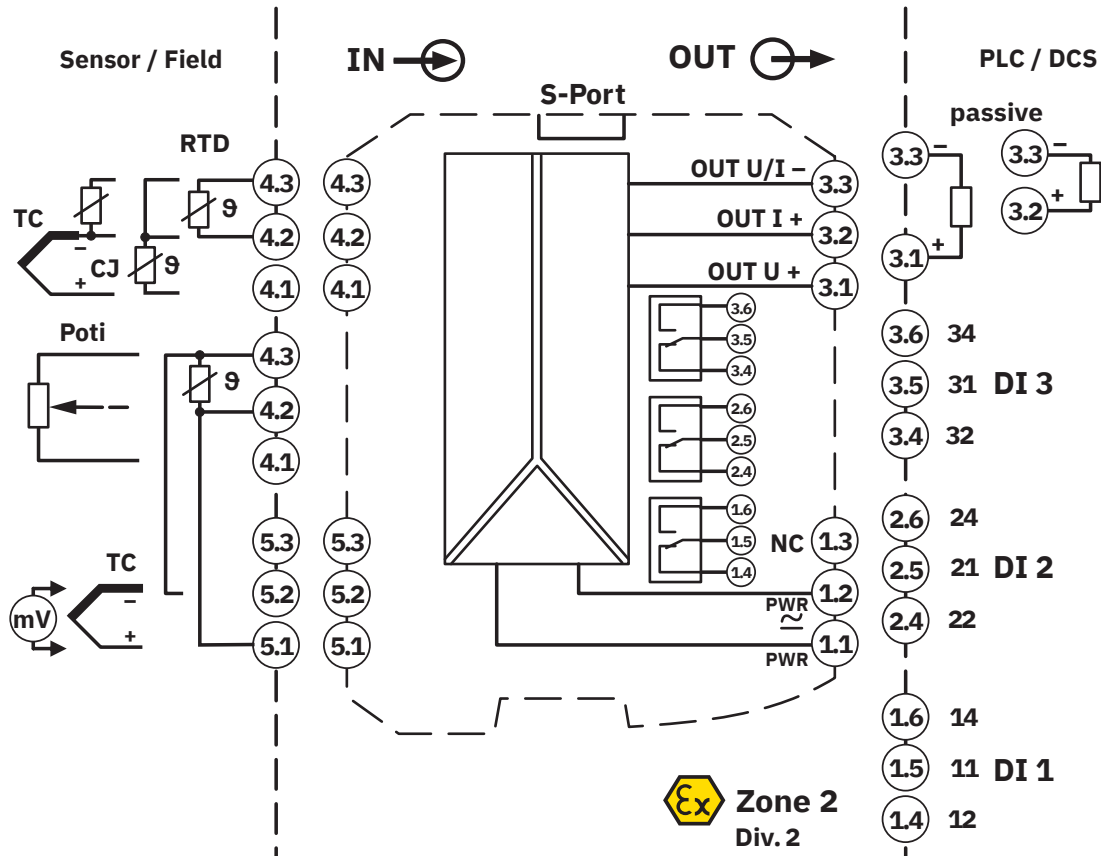 Sensor / Field
IN
OUT
PLC / DCS
S-Port
passive
RTD
TC
CJ
ϑ
ϑ
−
+
4.3
4.2
4.1
4.3
4.2
4.1
OUT U/I −
OUT I +
OUT U +
3.3
3.2
3.1
3.3
−
3.1
+
3.3
−
3.2
+
Poti
ϑ
4.3
4.2
4.1
3.6
3.5
3.4
2.6
2.5
2.4
1.6
1.5
1.4
3.6 34
3.5 31 DI 3
3.4 32
2.6 24
2.5 21 DI 2
2.4 22
1.6 14
1.5 11 DI 1
1.4 12
TC
mV
−
+
5.3
5.2
5.1
5.3
5.2
5.1
NC 1.3
PWR 1.2
PWR 1.1
Ex
Zone 2
Div. 2